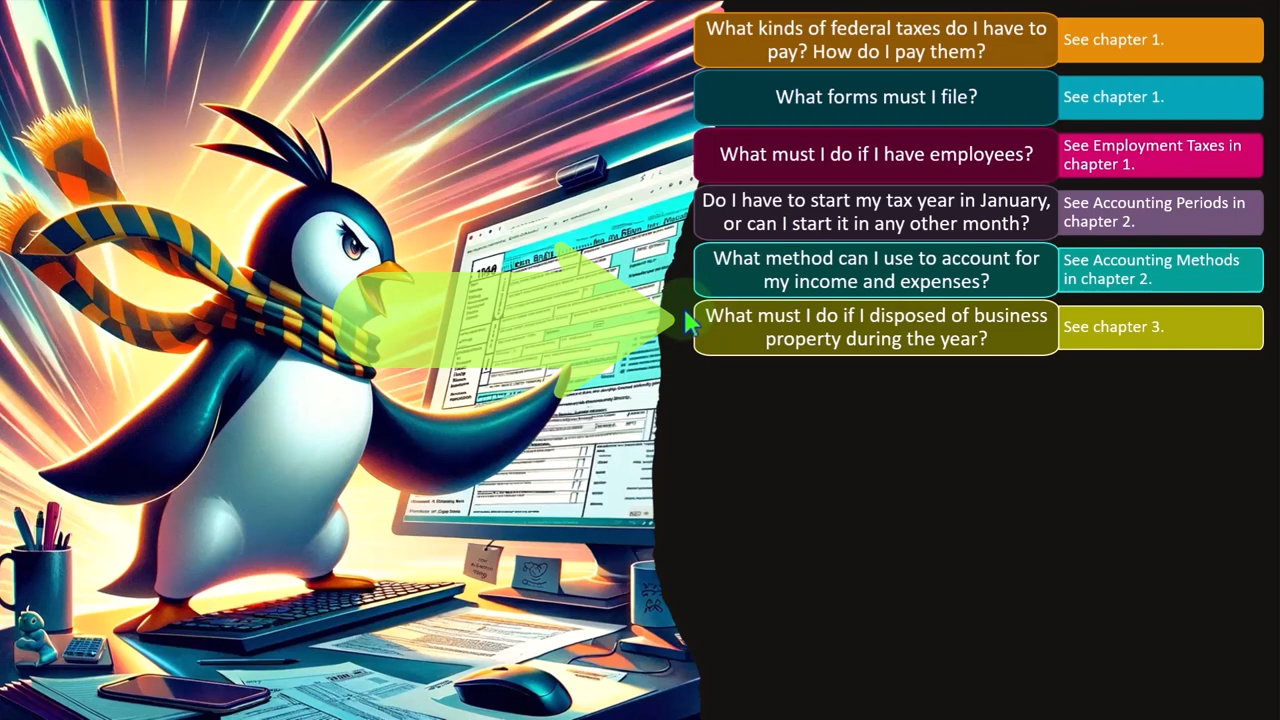 What kinds of federal taxes do I have to
pay? How do I pay them?
See chapter 1.
What forms must I file?
See chapter 1.
What must I do if I have employees?
See Employment Taxes in
chapter 1.
Do I have to start my tax year in January,
or can I start it in any other month?
See Accounting Periods in
chapter 2.
What method can I use to account for
my income and expenses?
See Accounting Methods
in chapter 2.
What must I do if I disposed of business
property during the year?
See chapter 3.